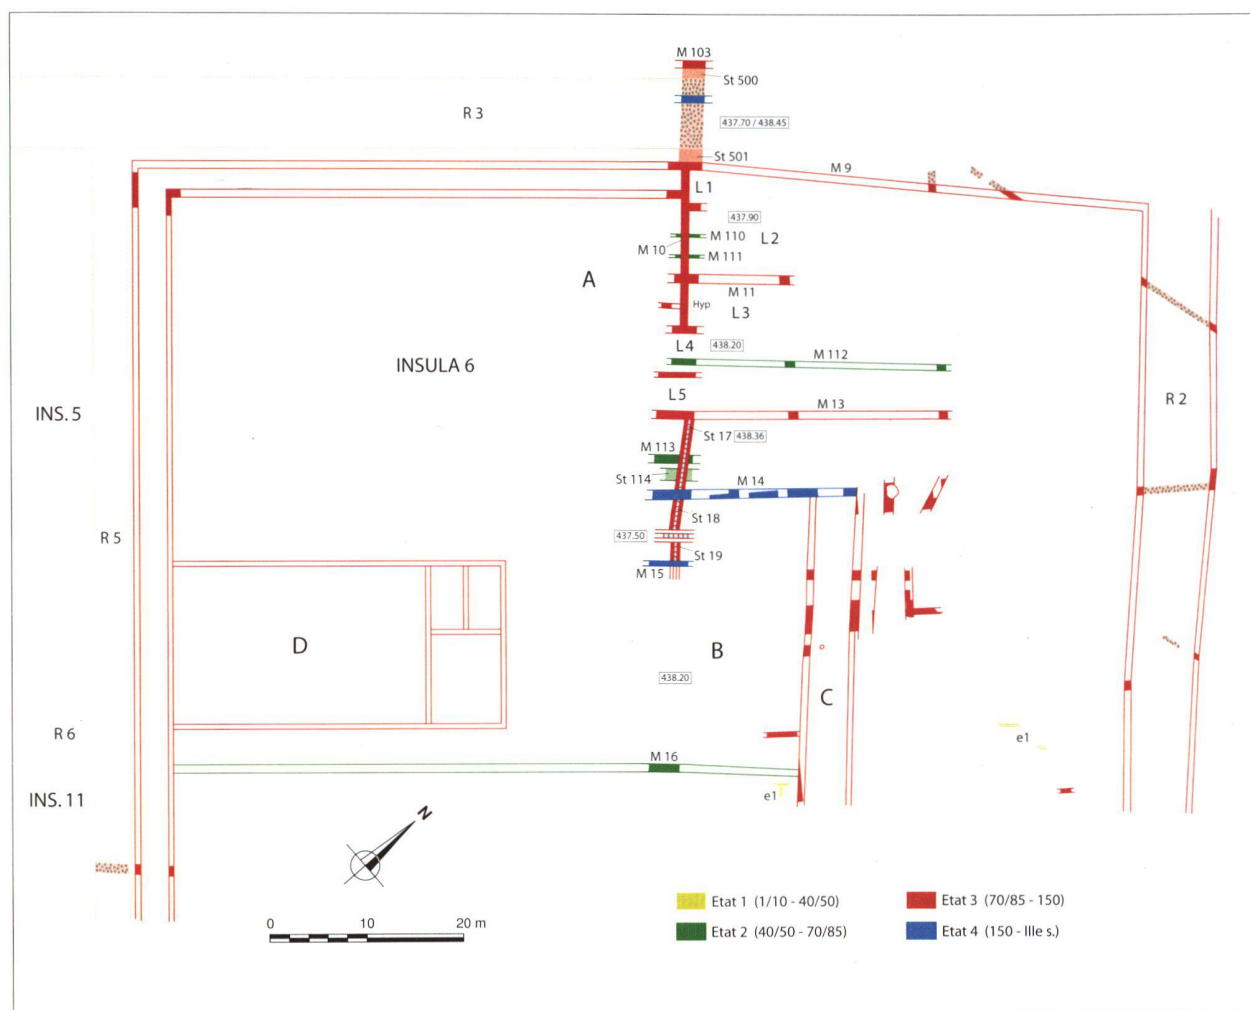 M 103
St 500
R 3
437.70 / 438.45
St 501
M 9
L 1
437.90
M 110
L 2
M 10
M 111
A
M 11
Hyp
L 3
L 4
438.20
M 112
INSULA 6
L 5
R 2
INS. 5
M 13
St 17
438.36
M 113
St 114
M 14
St 18
R 5
437.50
St 19
M 15
D
B
438.20
C
R 6
e1
M 16
INS. 11
e1
N
0 10 20 m
Etat 1 (1/10 - 40/50)
Etat 2 (40/50 - 70/85)
Etat 3 (70/85 - 150)
Etat 4 (150 - IIIe s.)